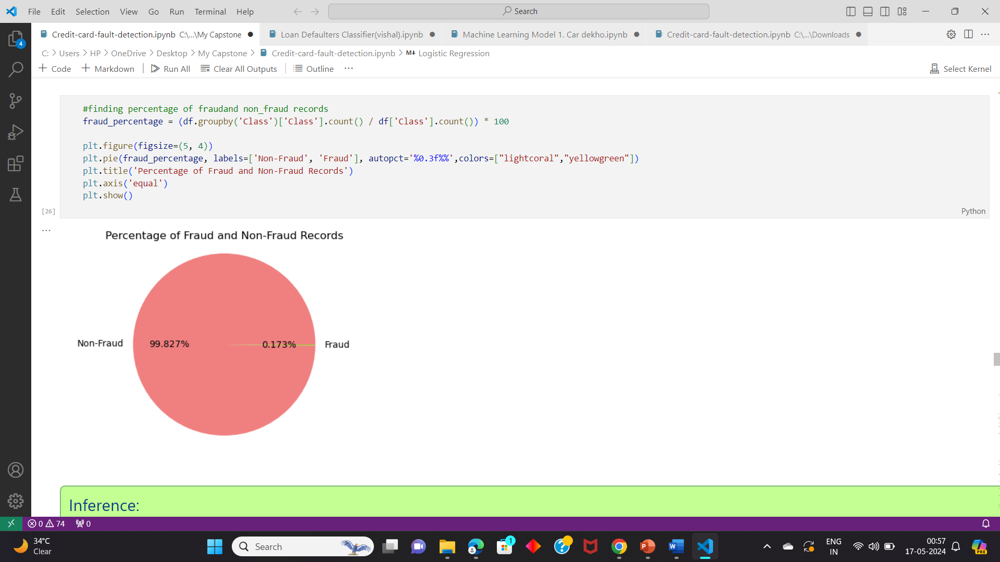 File Edit Selection View Go Run Terminal Help Search
Credit-card-fault-detection.ipynb C:\...\My Capstone Loan Defaulters Classifier(vishal).ipynb Machine Learning Model 1. Car dekho.ipynb Credit-card-fault-detection.ipynb C:\...\Downloads
4
C: > Users > HP > OneDrive > Desktop > My Capstone > Credit-card-fault-detection.ipynb > M↓ Logistic Regression
+ Code + Markdown | Run All Clear All Outputs | Outline ... Select Kernel
#finding percentage of fraudand non_fraud records
fraud_percentage = (df.groupby('Class')['Class'].count() / df['Class'].count()) * 100
plt.figure(figsize=(5, 4))
plt.pie(fraud_percentage, labels=['Non-Fraud', 'Fraud'], autopct='%0.3f%%',colors=["lightcoral","yellowgreen"])
plt.title('Percentage of Fraud and Non-Fraud Records')
plt.axis('equal')
plt.show()
[26] Python
...
Percentage of Fraud and Non-Fraud Records
Non-Fraud 99.827% 0.173% Fraud
Inference:
0 74 0
34°C
Clear
Search
1
ENG
IN
00:57
17-05-2024
PRE